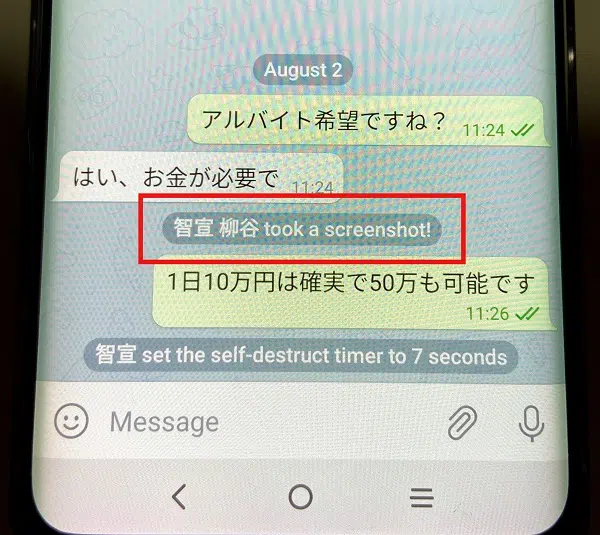 August 2
アルバイト希望ですね？ 11:24
はい、お金が必要で 11:24
智宣 柳谷 took a screenshot!
1日10万円は確実で50万も可能です
11:26
智宣 set the self-destruct timer to 7 seconds
Message